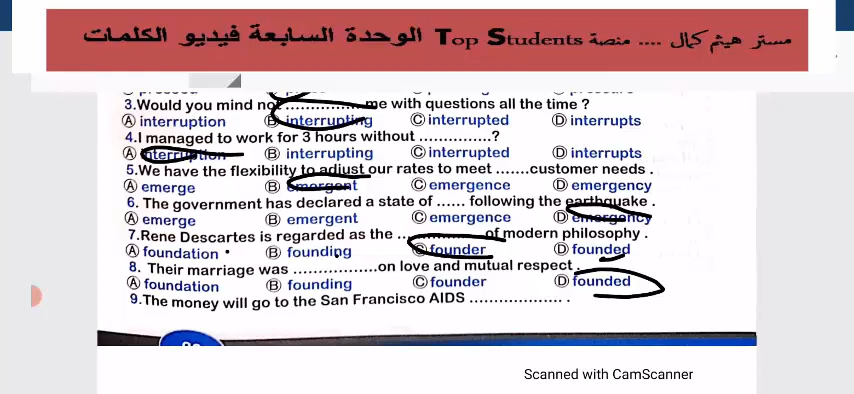 مستر هيثم كمال .... منصة Top Students الوحدة السابعة فيديو الكلمات
3.Would you mind not ................me with questions all the time ?
Ⓐ interruption Ⓑ interrupting Ⓒ interrupted Ⓓ interrupts
4.I managed to work for 3 hours without ..............?
Ⓐ interruption Ⓑ interrupting Ⓒ interrupted Ⓓ interrupts
5.We have the flexibility to adjust our rates to meet .......customer needs .
Ⓐ emerge Ⓑ emergent Ⓒ emergence Ⓓ emergency
6. The government has declared a state of ...... following the earthquake .
Ⓐ emerge Ⓑ emergent Ⓒ emergence Ⓓ emergency
7.Rene Descartes is regarded as the .................of modern philosophy .
Ⓐ foundation Ⓑ founding Ⓒ founder Ⓓ founded
8. Their marriage was .................on love and mutual respect .
Ⓐ foundation Ⓑ founding Ⓒ founder Ⓓ founded
9.The money will go to the San Francisco AIDS ................... .
Scanned with CamScanner